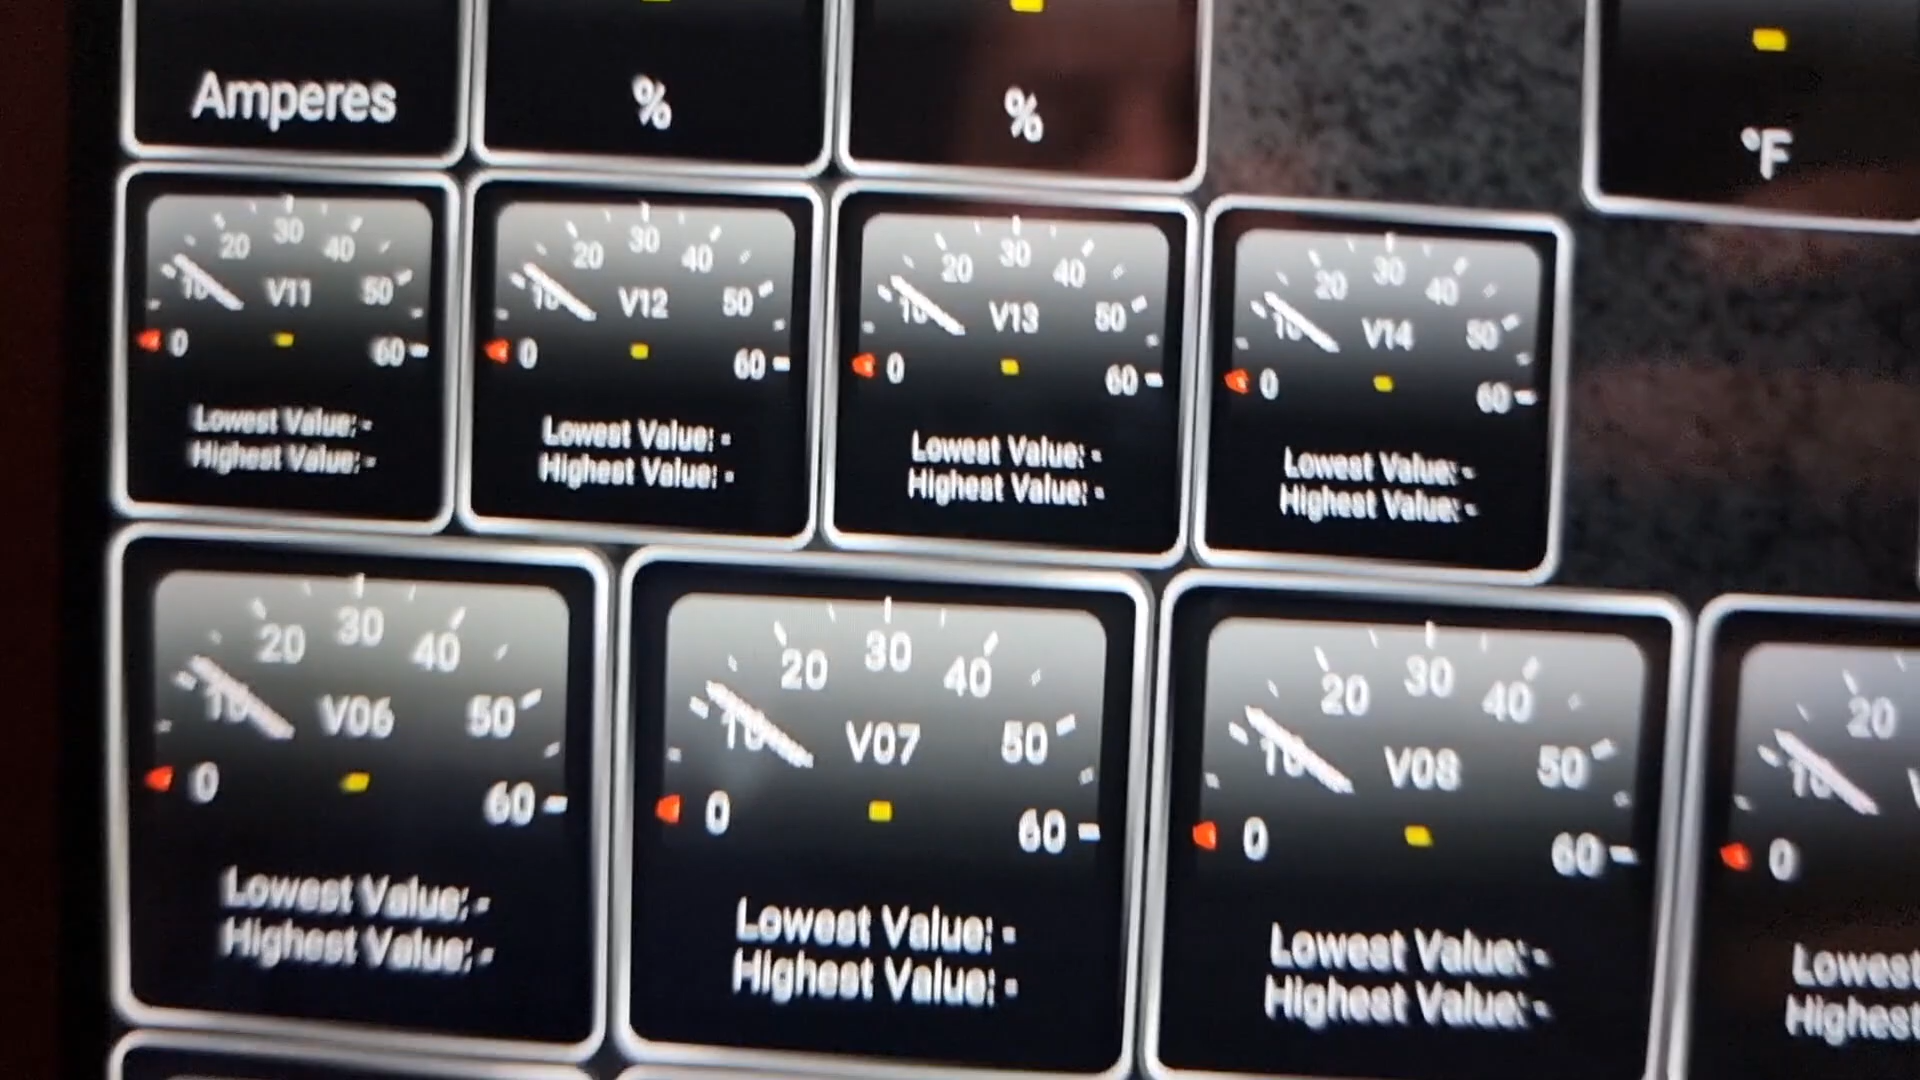 Amperes
%
%
°F
10 20 30 40 50
V11
0 60
Lowest Value: -
Highest Value: -
10 20 30 40 50
V12
0 60
Lowest Value: -
Highest Value: -
10 20 30 40 50
V13
0 60
Lowest Value: -
Highest Value: -
10 20 30 40 50
V14
0 60
Lowest Value: -
Highest Value: -
10 20 30 40 50
V06
0 60
Lowest Value: -
Highest Value: -
10 20 30 40 50
V07
0 60
Lowest Value: -
Highest Value: -
10 20 30 40 50
V08
0 60
Lowest Value: -
Highest Value: -
10 20
0
Lowest
Highest